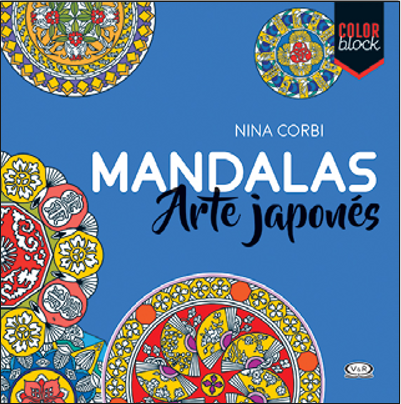 COLOR
block
NINA CORBI
MANDALAS
Arte japonés
V&R